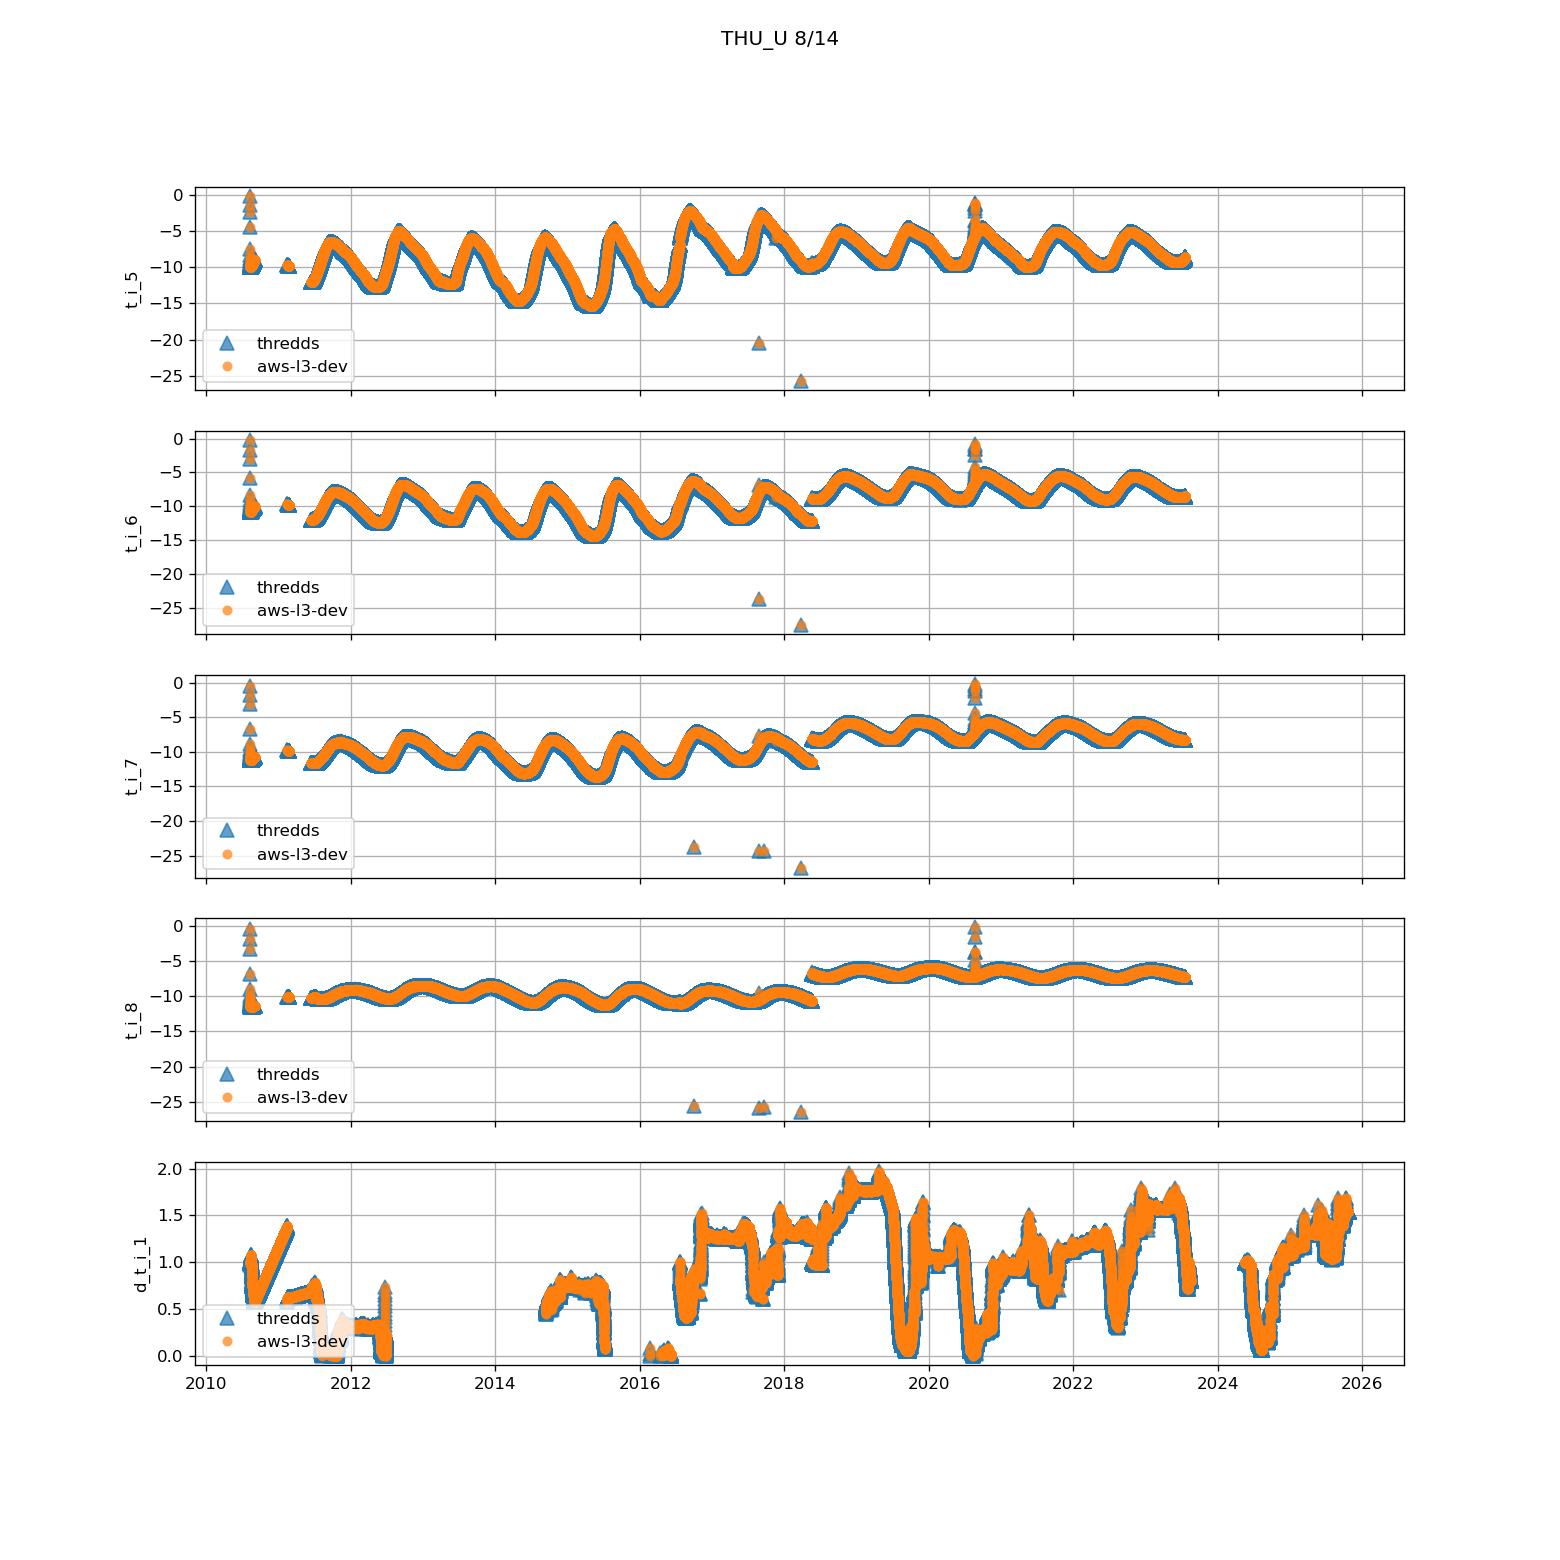 THU_U 8/14
0
−5
−10
−15
−20
−25
t_i_5
thredds
aws-l3-dev
0
−5
−10
−15
−20
−25
t_i_6
thredds
aws-l3-dev
0
−5
−10
−15
−20
−25
t_i_7
thredds
aws-l3-dev
0
−5
−10
−15
−20
−25
t_i_8
thredds
aws-l3-dev
2.0
1.5
1.0
0.5
0.0
d_t_i_1
thredds
aws-l3-dev
2010 2012 2014 2016 2018 2020 2022 2024 2026